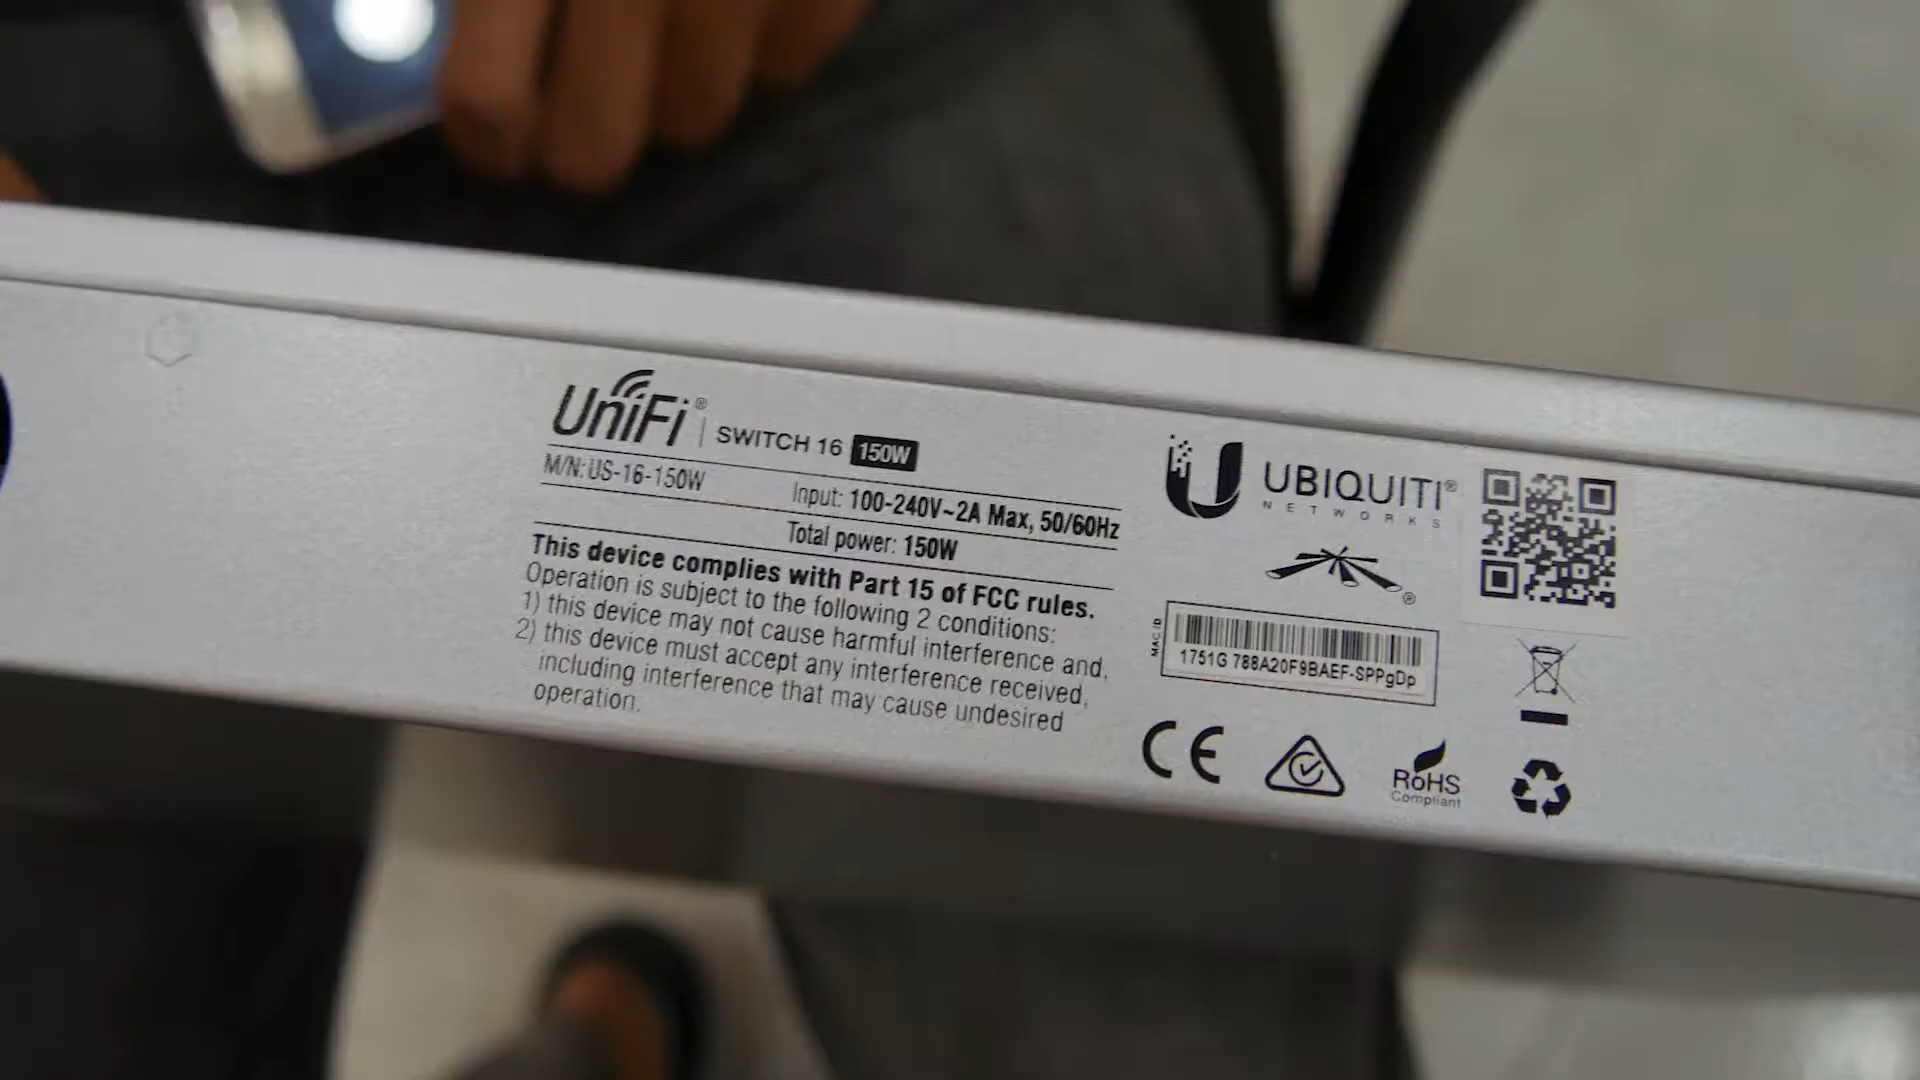 UniFi® | SWITCH 16 150W
M/N:US-16-150W
Input: 100-240V~2A Max, 50/60Hz
Total power: 150W
This device complies with Part 15 of FCC rules.
Operation is subject to the following 2 conditions:
1) this device may not cause harmful interference and,
2) this device must accept any interference received,
including interference that may cause undesired
operation.
UBIQUITI®
NETWORKS
®
MAC ID
1751G 788A20F9BAEF-SPPgDp
CE
RoHS
Compliant